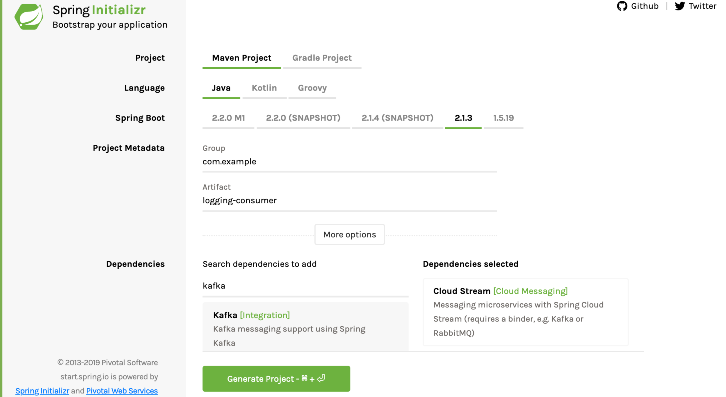 Spring Initializr
Bootstrap your application
Github
Twitter
Project
Maven Project
Gradle Project
Language
Java
Kotlin
Groovy
Spring Boot
2.2.0 M1
2.2.0 (SNAPSHOT)
2.1.4 (SNAPSHOT)
2.1.3
1.5.19
Project Metadata
Group
com.example
Artifact
logging-consumer
More options
Dependencies
Search dependencies to add
kafka
Kafka [Integration]
Kafka messaging support using Spring
Kafka
Dependencies selected
Cloud Stream [Cloud Messaging]
Messaging microservices with Spring Cloud
Stream (requires a binder, e.g. Kafka or
RabbitMQ)
Generate Project - ⌘ + ⏎
© 2013-2019 Pivotal Software
start.spring.io is powered by
Spring Initializr and Pivotal Web Services